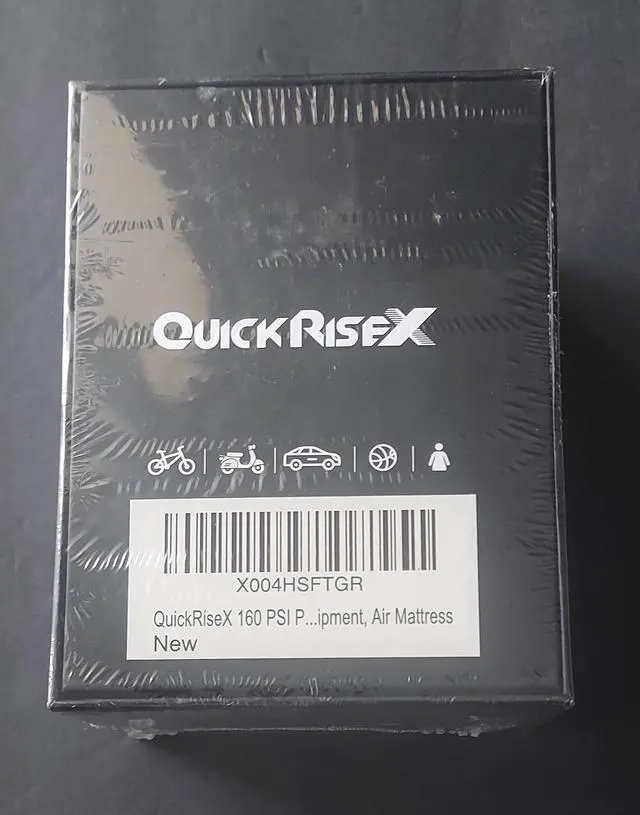 QUICKRISEX
X004HSFTGR
QuickRiseX 160 PSI P...ipment, Air Mattress
New